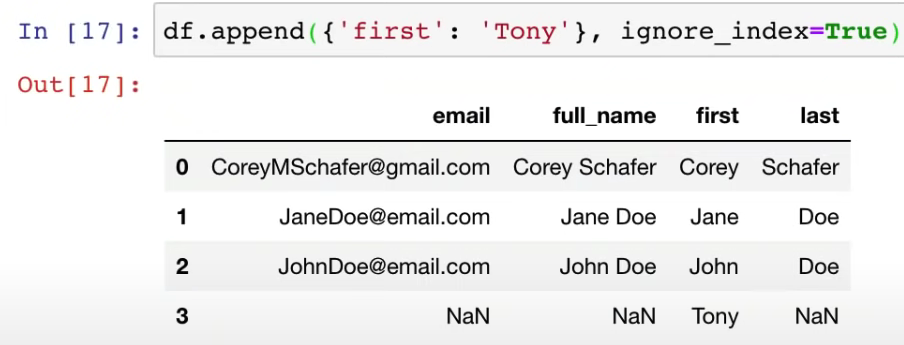 In [17]: df.append({'first': 'Tony'}, ignore_index=True)
Out[17]:
email full_name first last
0 CoreyMSchafer@gmail.com Corey Schafer Corey Schafer
1 JaneDoe@email.com Jane Doe Jane Doe
2 JohnDoe@email.com John Doe John Doe
3 NaN NaN Tony NaN